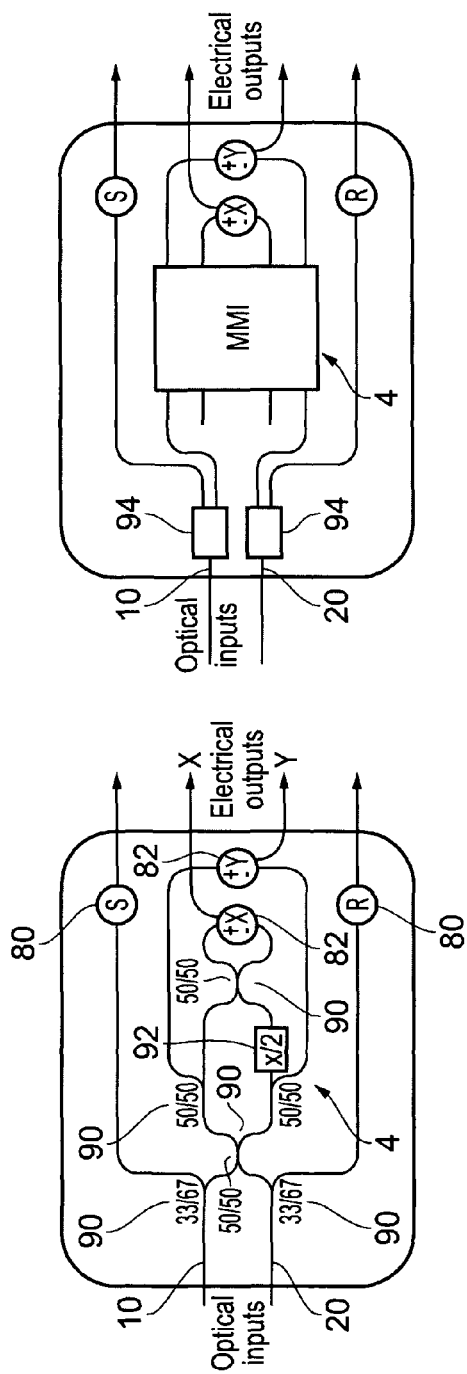 80
S
X
Electrical
outputs
Y
82
±Y
±X
82
50/50
90
92
x/2
90
50/50
90
50/50
50/50
4
90
33/67
33/67
90
10
Optical
inputs
20
R
80
S
Electrical
outputs
±Y
±X
MMI
4
94
94
10
Optical
inputs
20
R